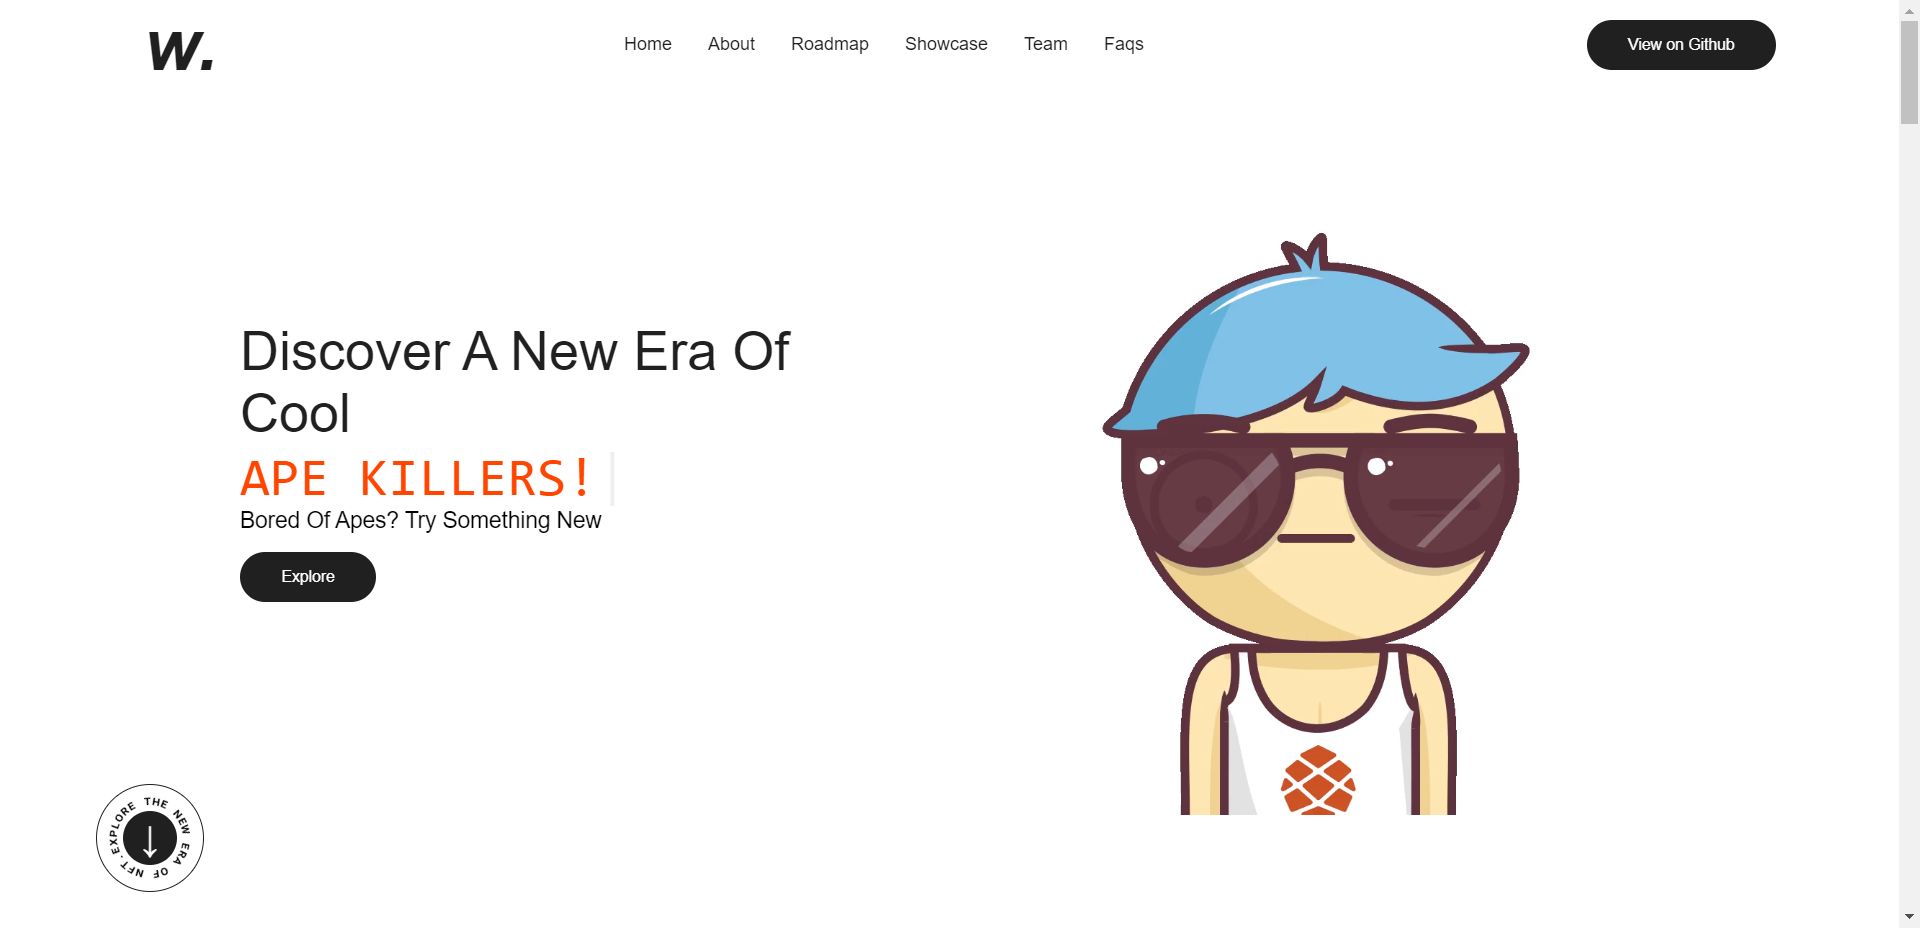 W.
Home About Roadmap Showcase Team Faqs
View on Github
Discover A New Era Of
Cool
APE KILLERS!
Bored Of Apes? Try Something New
Explore
EXPLORE THE NEW ERA OF NFT.